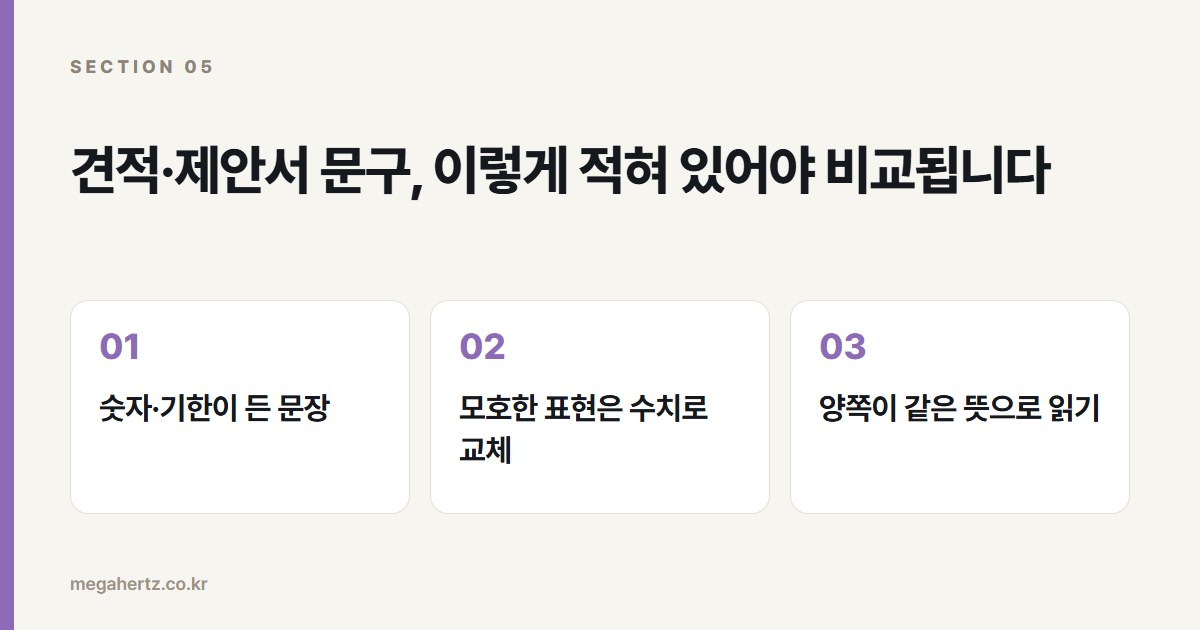 SECTION 05
견적·제안서 문구, 이렇게 적혀 있어야 비교됩니다
01
숫자·기한이 든 문장
02
모호한 표현은 수치로
교체
03
양쪽이 같은 뜻으로 읽기
megahertz.co.kr